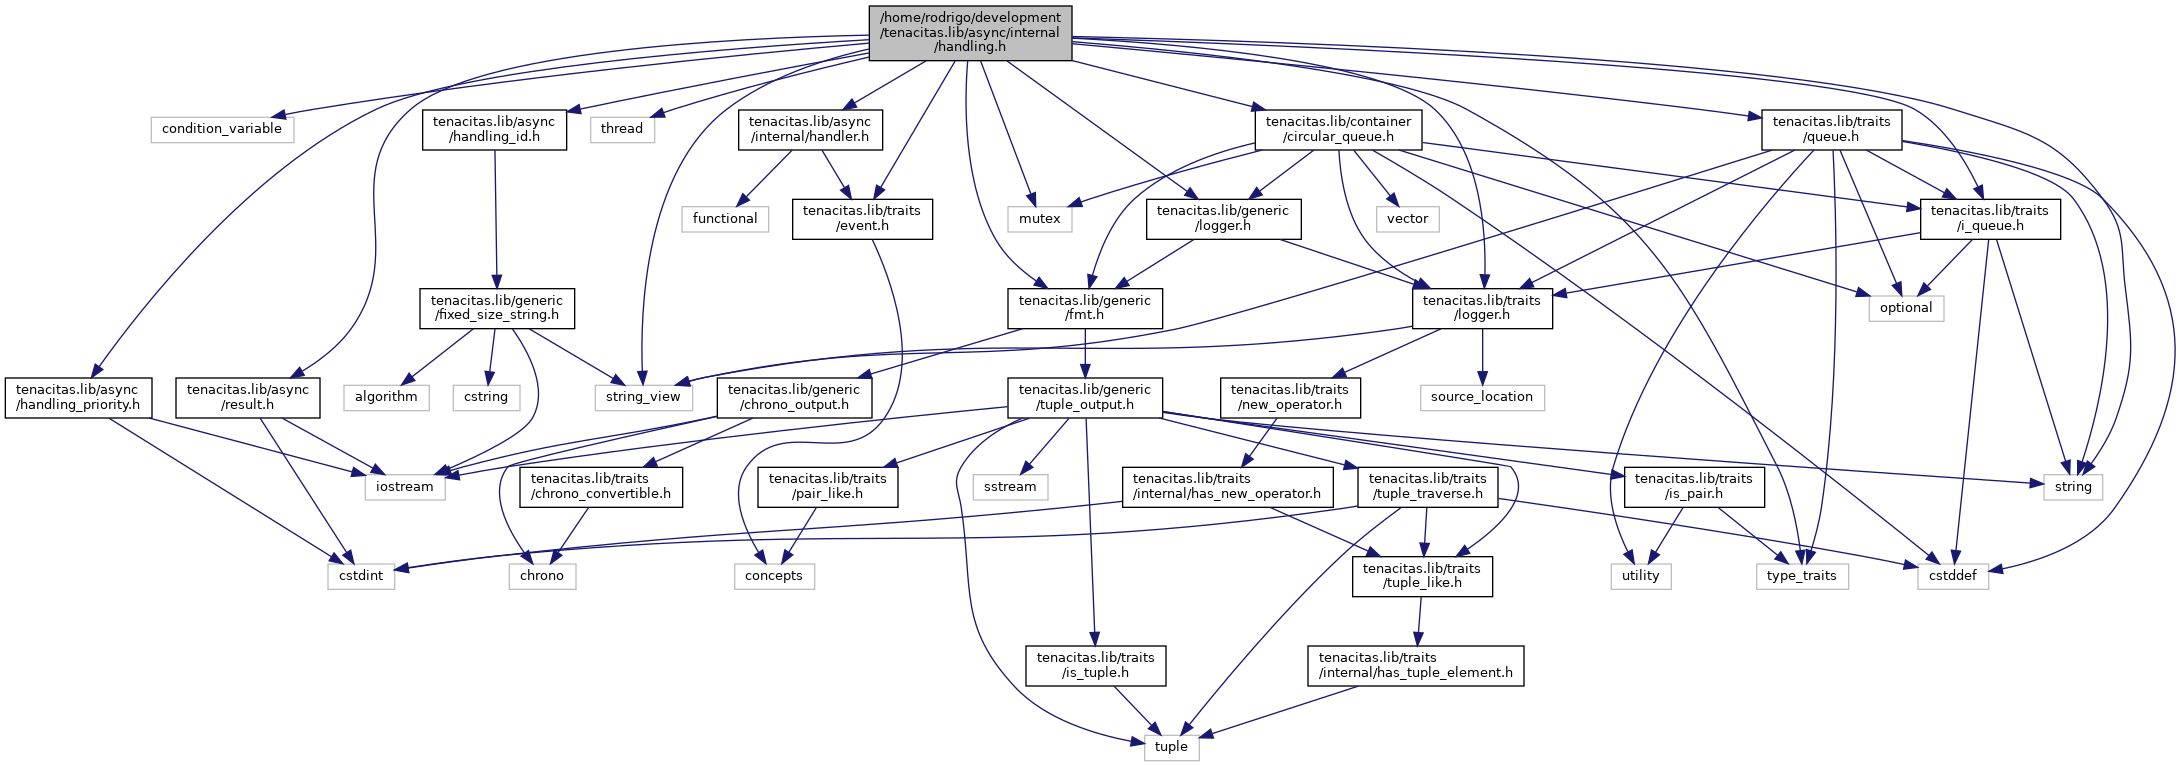 /home/rodrigo/development
/tenacitas.lib/async/internal
/handling.h
condition_variable
tenacitas.lib/async
/handling_id.h
thread
tenacitas.lib/async
/internal/handler.h
tenacitas.lib/container
/circular_queue.h
tenacitas.lib/traits
/queue.h
functional
tenacitas.lib/traits
/event.h
mutex
tenacitas.lib/generic
/logger.h
vector
tenacitas.lib/traits
/i_queue.h
tenacitas.lib/generic
/fixed_size_string.h
tenacitas.lib/generic
/fmt.h
tenacitas.lib/traits
/logger.h
optional
tenacitas.lib/async
/handling_priority.h
tenacitas.lib/async
/result.h
algorithm
cstring
string_view
tenacitas.lib/generic
/chrono_output.h
tenacitas.lib/generic
/tuple_output.h
tenacitas.lib/traits
/new_operator.h
source_location
iostream
tenacitas.lib/traits
/chrono_convertible.h
tenacitas.lib/traits
/pair_like.h
sstream
tenacitas.lib/traits
/internal/has_new_operator.h
tenacitas.lib/traits
/tuple_traverse.h
tenacitas.lib/traits
/is_pair.h
string
cstdint
chrono
concepts
tenacitas.lib/traits
/tuple_like.h
utility
type_traits
cstddef
tenacitas.lib/traits
/is_tuple.h
tenacitas.lib/traits
/internal/has_tuple_element.h
tuple